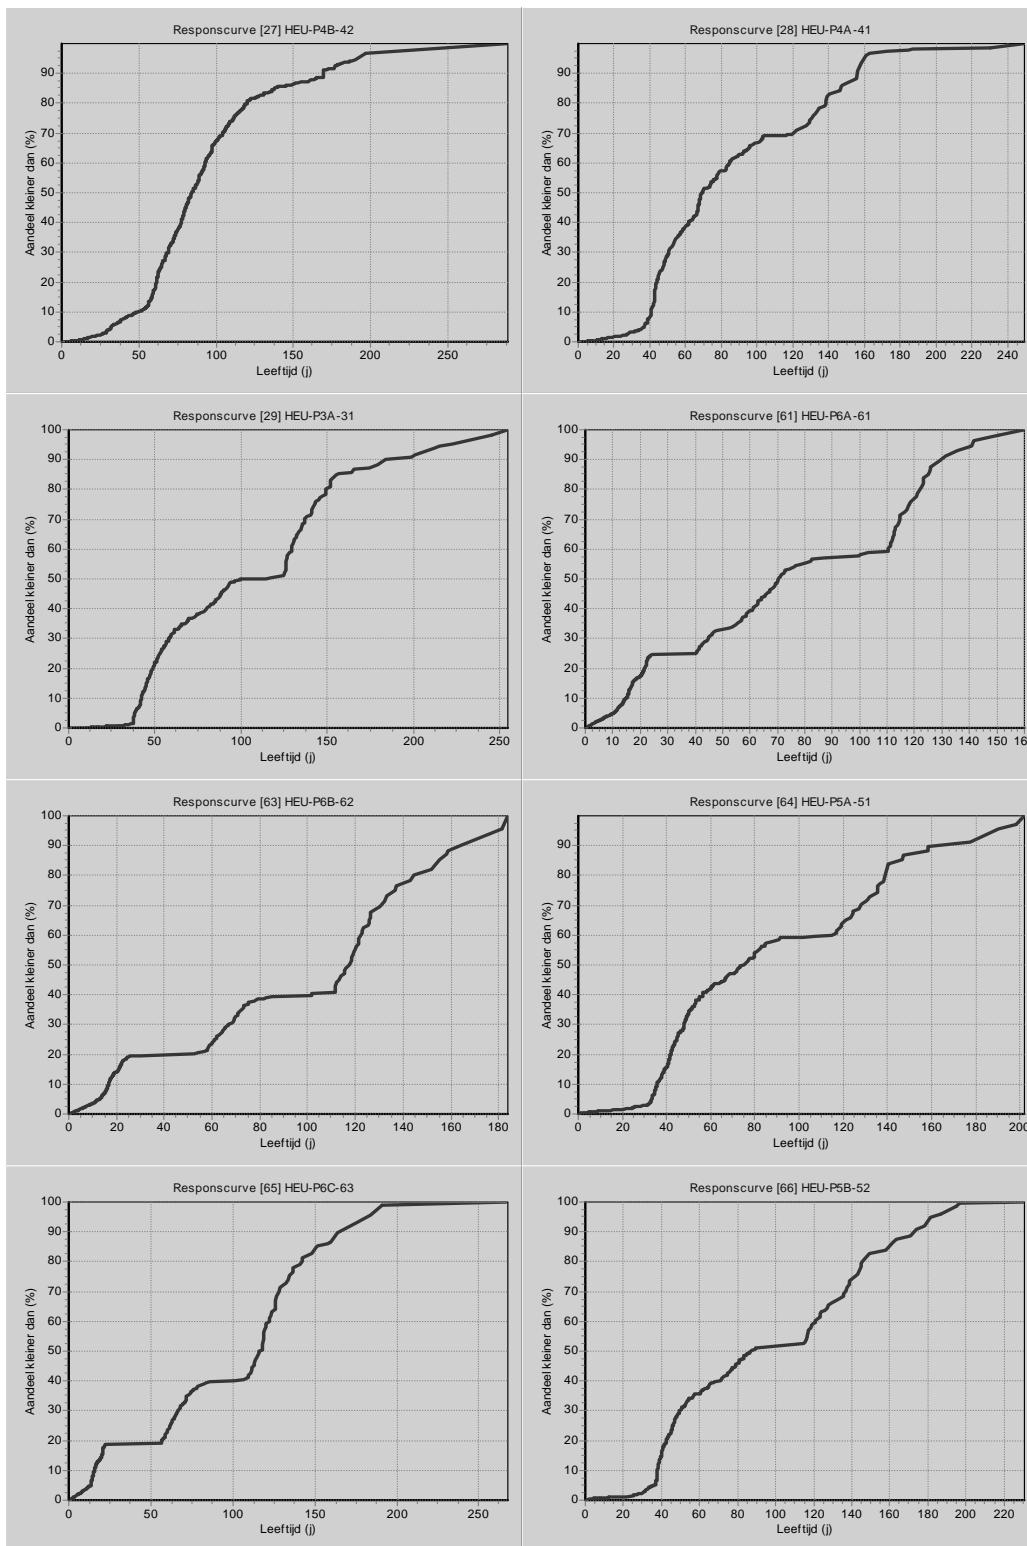 Responscurve [27] HEU-P4B-42
90
80
70
60
50
40
30
20
10
0
Aandeel kleiner dan (%)
0 50 100 150 200 250
Leeftijd (j)
Responscurve [28] HEU-P4A-41
90
80
70
60
50
40
30
20
10
0
Aandeel kleiner dan (%)
0 20 40 60 80 100 120 140 160 180 200 220 240
Leeftijd (j)
Responscurve [29] HEU-P3A-31
100
90
80
70
60
50
40
30
20
10
0
Aandeel kleiner dan (%)
0 50 100 150 200 250
Leeftijd (j)
Responscurve [61] HEU-P6A-61
100
90
80
70
60
50
40
30
20
10
0
Aandeel kleiner dan (%)
0 10 20 30 40 50 60 70 80 90 100 110 120 130 140 150 16
Leeftijd (j)
Responscurve [63] HEU-P6B-62
100
90
80
70
60
50
40
30
20
10
0
Aandeel kleiner dan (%)
0 20 40 60 80 100 120 140 160 180
Leeftijd (j)
Responscurve [64] HEU-P5A-51
100
90
80
70
60
50
40
30
20
10
0
Aandeel kleiner dan (%)
0 20 40 60 80 100 120 140 160 180 200
Leeftijd (j)
Responscurve [65] HEU-P6C-63
100
90
80
70
60
50
40
30
20
10
0
Aandeel kleiner dan (%)
0 50 100 150 200 250
Leeftijd (j)
Responscurve [66] HEU-P5B-52
100
90
80
70
60
50
40
30
20
10
0
Aandeel kleiner dan (%)
0 20 40 60 80 100 120 140 160 180 200 220
Leeftijd (j)